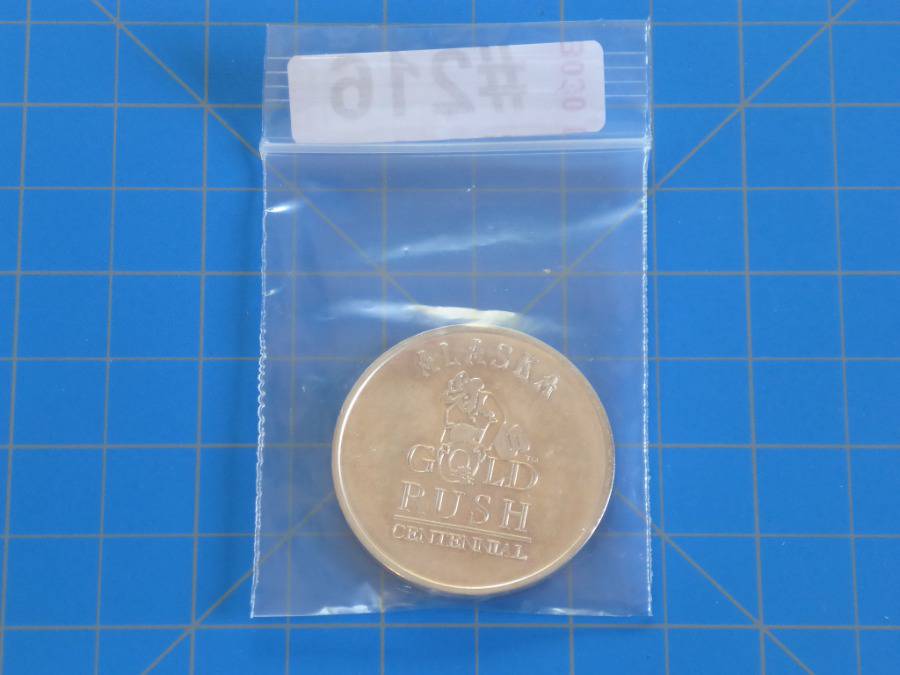 #216
ALASKA
GOLD
RUSH
CENTENNIAL